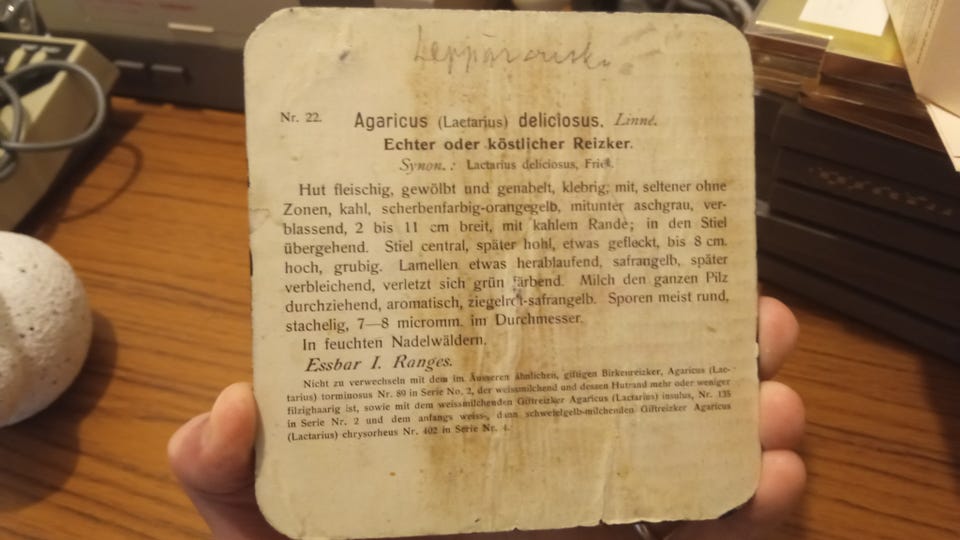 Leppärouske
Nr. 22. Agaricus (Lactarius) deliciosus. Linné.
Echter oder köstlicher Reizker.
Synon.: Lactarius deliciosus, Fries.
Hut fleischig, gewölbt und genabelt, klebrig; mit, seltener ohne
Zonen, kahl, scherbenfarbig-orangegelb, mitunter aschgrau, ver-
blassend, 2 bis 11 cm breit, mit kahlem Rande; in den Stiel
übergehend. Stiel central, später hohl, etwas gefleckt, bis 8 cm.
hoch, grubig. Lamellen etwas herablaufend, safrangelb, später
verbleichend, verletzt sich grün färbend. Milch den ganzen Pilz
durchziehend, aromatisch, ziegelrot-safrangelb. Sporen meist rund,
stachelig, 7—8 micromm. im Durchmesser.
In feuchten Nadelwäldern.
Essbar I. Ranges.
Nicht zu verwechseln mit dem im Äusseren ähnlichen, giftigen Birkenreizker, Agaricus (Lac-
tarius) torminosus Nr. 89 in Serie No. 2, der weissmilchend und dessen Hutrand mehr oder weniger
filzighaarig ist, sowie mit dem weissmilchenden Giftreizker Agaricus (Lactarius) insulus, Nr. 135
in Serie Nr. 2 und dem anfangs weiss-, dann schwefelgelb-milchenden Giftreizker Agaricus
(Lactarius) chrysorheus Nr. 402 in Serie Nr. 4.